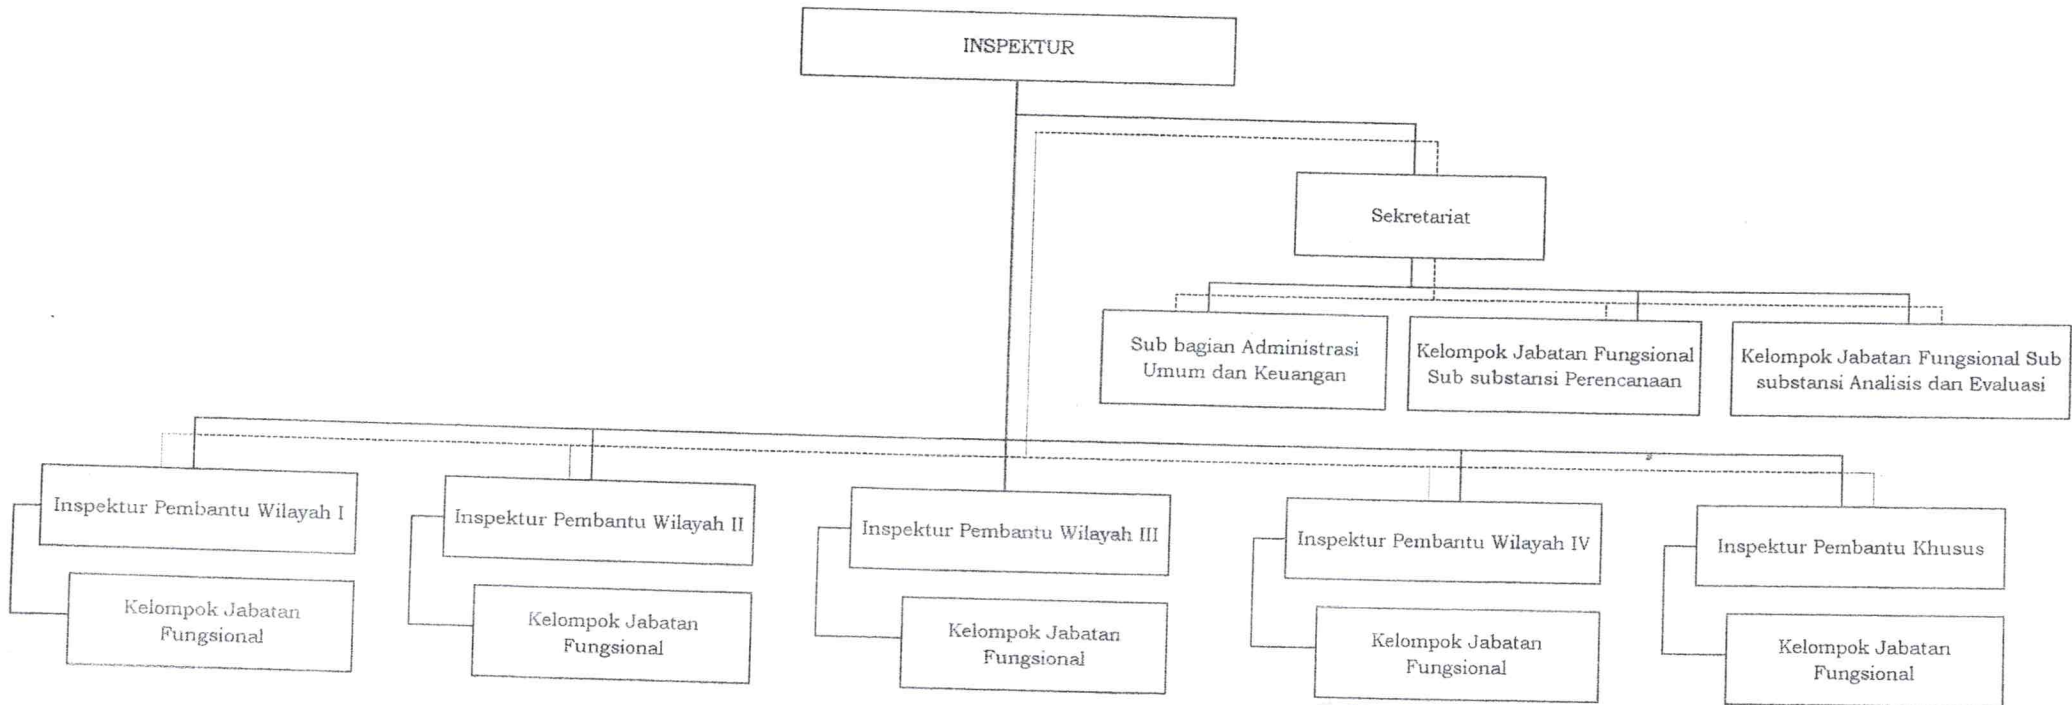 INSPEKTUR
Sekretariat
Sub bagian Administrasi
Umum dan Keuangan
Kelompok Jabatan Fungsional
Sub substansi Perencanaan
Kelompok Jabatan Fungsional Sub
substansi Analisis dan Evaluasi
Inspektur Pembantu Wilayah I
Inspektur Pembantu Wilayah II
Inspektur Pembantu Wilayah III
Inspektur Pembantu Wilayah IV
Inspektur Pembantu Khusus
Kelompok Jabatan
Fungsional
Kelompok Jabatan
Fungsional
Kelompok Jabatan
Fungsional
Kelompok Jabatan
Fungsional
Kelompok Jabatan
Fungsional